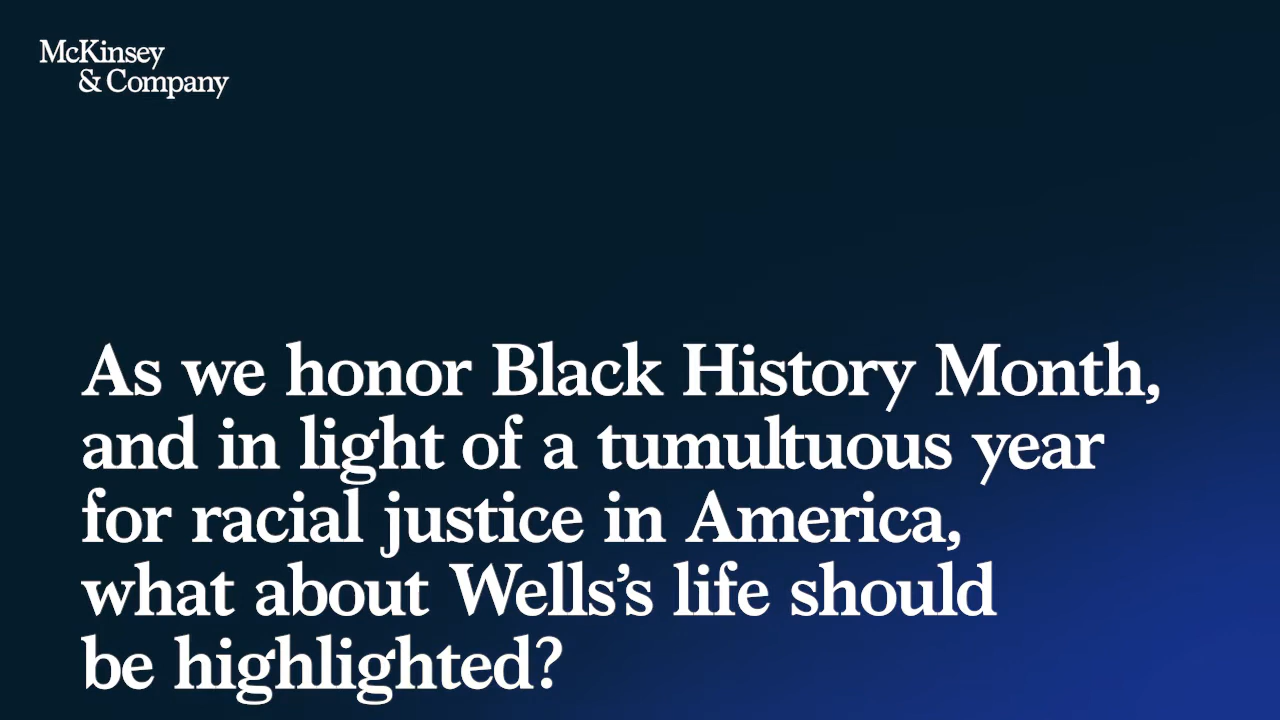 McKinsey
& Company
As we honor Black History Month,
and in light of a tumultuous year
for racial justice in America,
what about Wells’s life should
be highlighted?